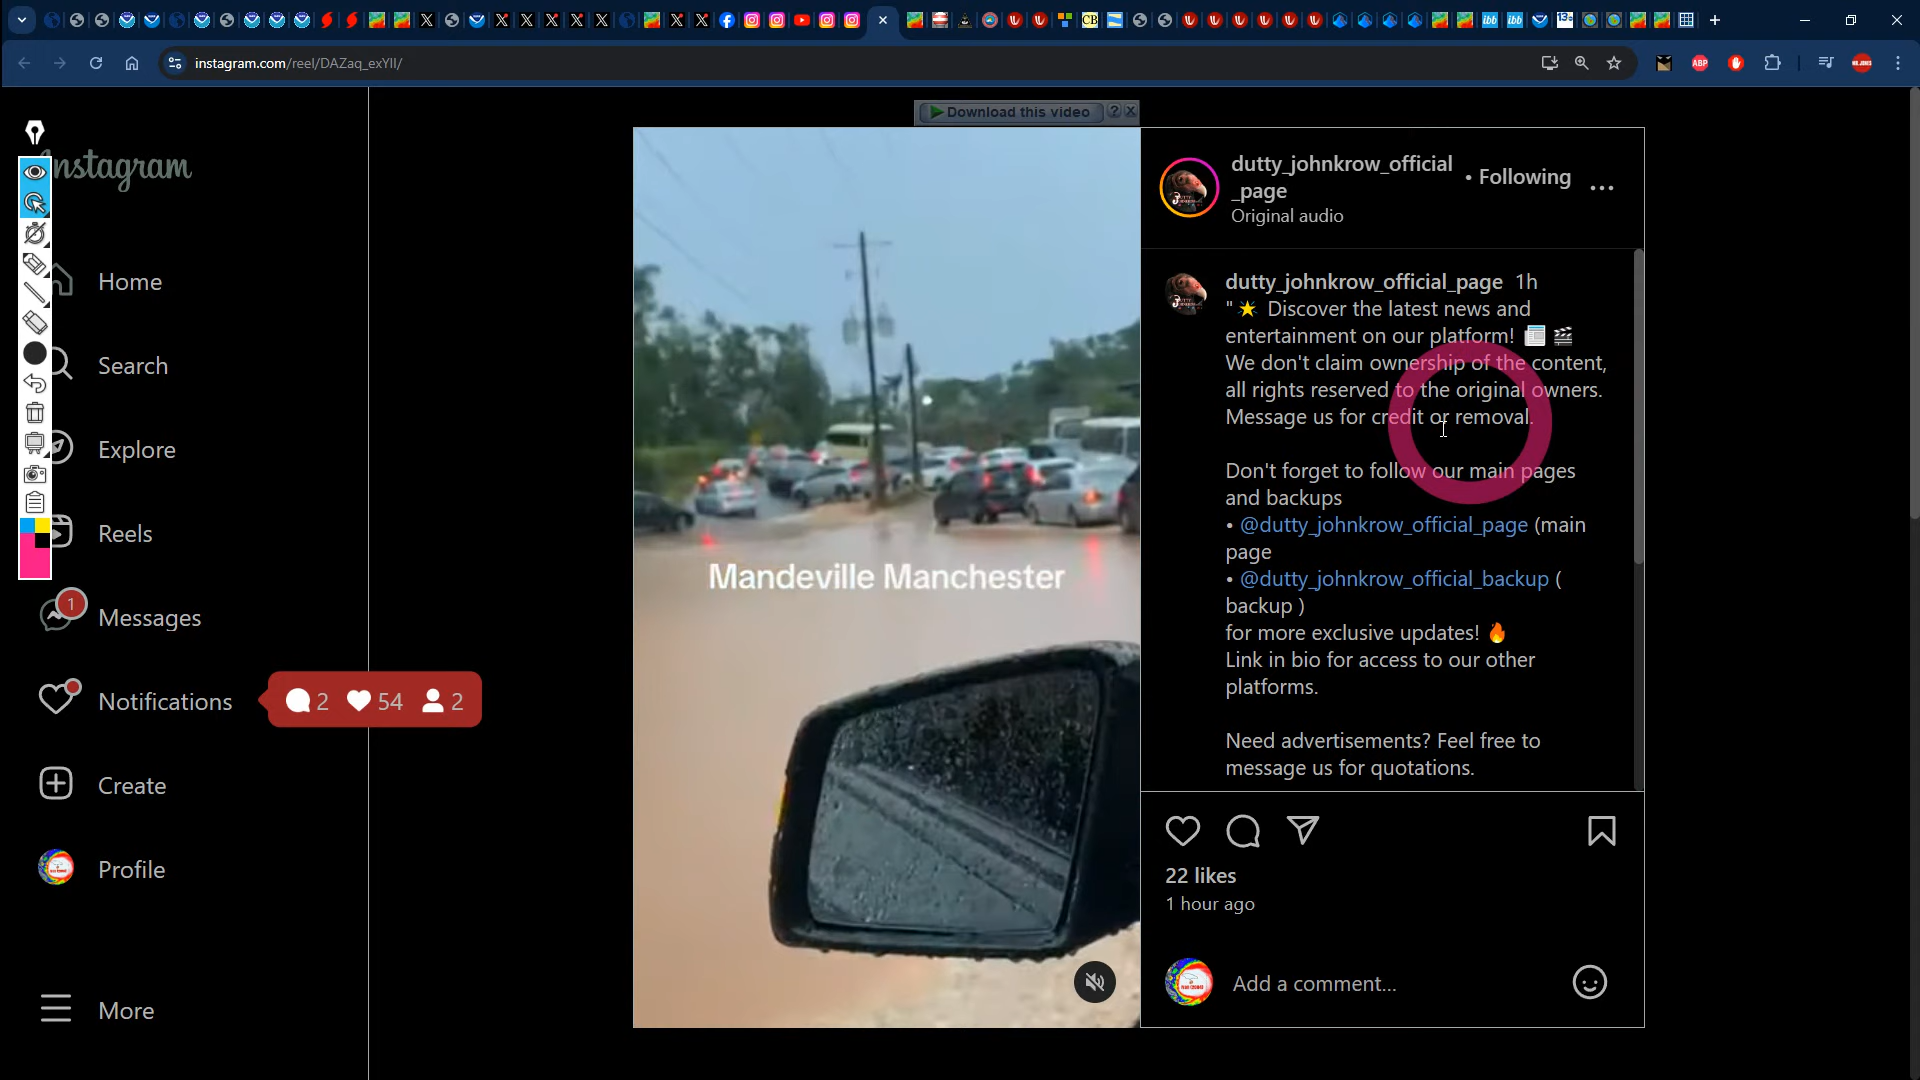 instagram.com/reel/DAZaq_exYlI/
Download this video
Instagram
dutty_johnkrow_official
_page
• Following
Original audio
Home
Search
Explore
Reels
1
Messages
Notifications
2 54 2
Create
Profile
More
Mandeville Manchester
dutty_johnkrow_official_page 1h
" 🌟 Discover the latest news and
entertainment on our platform! 📰 🎬
We don't claim ownership of the content,
all rights reserved to the original owners.
Message us for credit or removal.
Don't forget to follow our main pages
and backups
• @dutty_johnkrow_official_page (main
page
• @dutty_johnkrow_official_backup (
backup )
for more exclusive updates! 🔥
Link in bio for access to our other
platforms.
Need advertisements? Feel free to
message us for quotations.
22 likes
1 hour ago
Add a comment...